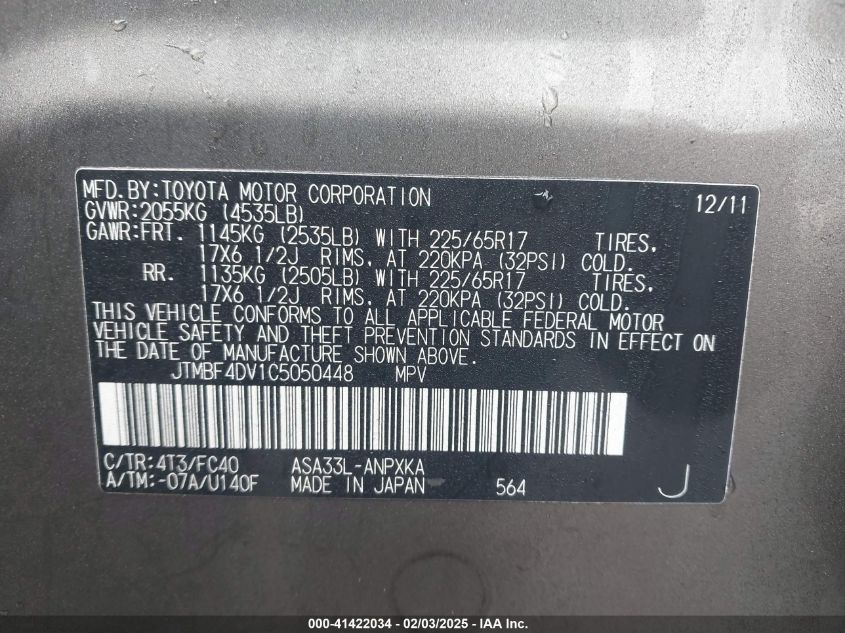 MFD. BY: TOYOTA MOTOR CORPORATION 12/11
GVWR: 2055KG (4535LB)
GAWR: FRT. 1145KG (2535LB) WITH 225/65R17 TIRES,
17X6 1/2J RIMS, AT 220KPA (32PSI) COLD.
RR. 1135KG (2505LB) WITH 225/65R17 TIRES,
17X6 1/2J RIMS, AT 220KPA (32PSI) COLD.
THIS VEHICLE CONFORMS TO ALL APPLICABLE FEDERAL MOTOR
VEHICLE SAFETY AND THEFT PREVENTION STANDARDS IN EFFECT ON
THE DATE OF MANUFACTURE SHOWN ABOVE.
JTMBF4DV1C5050448 MPV
C/TR: 4T3/FC40 ASA33L-ANPXKA
A/TM: -07A/U140F MADE IN JAPAN 564 J
000-41422034 - 02/03/2025 - IAA Inc.